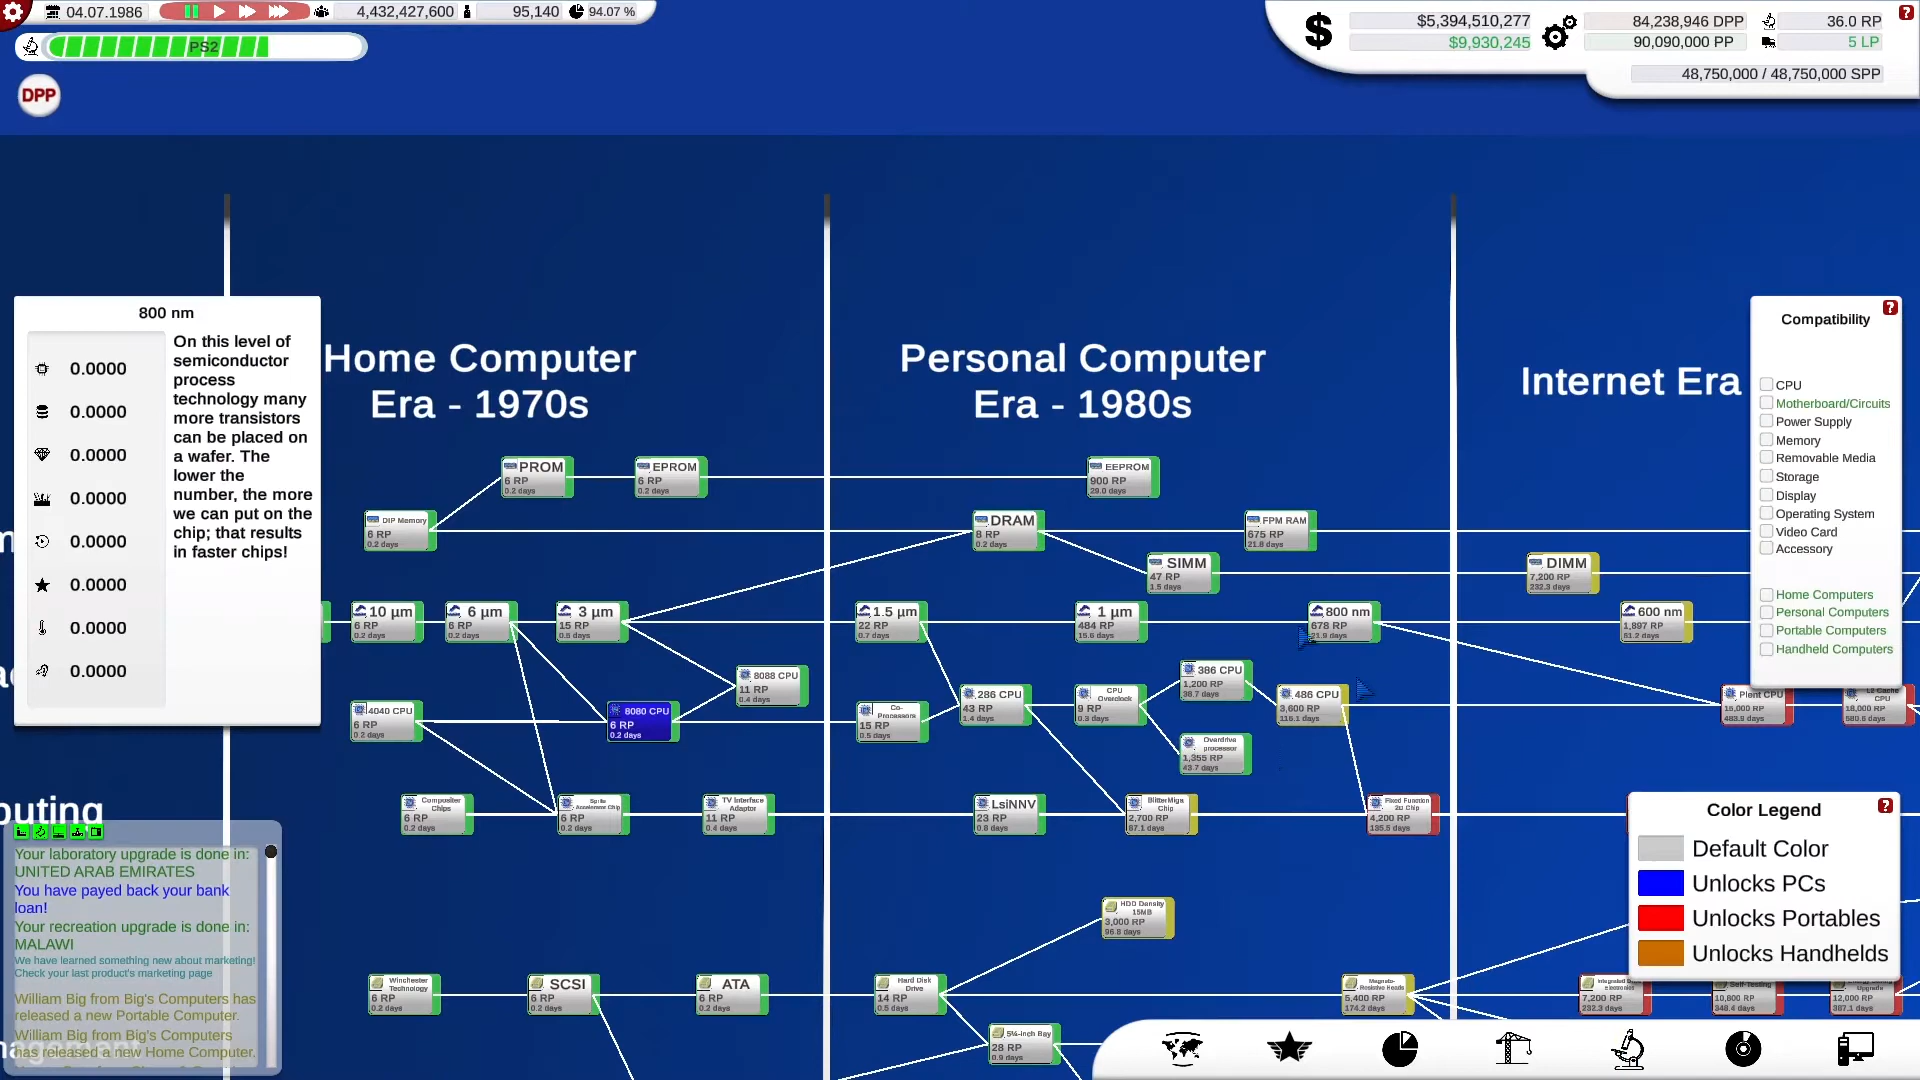 04.07.1986
4,432,427,600
95,140
94.07 %
PS2
DPP
$5,394,510,277
$9,930,245
84,238,946 DPP
90,090,000 PP
36.0 RP
5 LP
48,750,000 / 48,750,000 SPP
800 nm
0.0000
0.0000
0.0000
0.0000
0.0000
0.0000
0.0000
0.0000
On this level of
semiconductor
process
technology many
more transistors
can be placed on
a wafer. The
lower the
number, the more
we can put on the
chip; that results
in faster chips!
Home Computer
Era - 1970s
Personal Computer
Era - 1980s
Internet Era
PROM
6 RP
0.2 days
EPROM
6 RP
0.2 days
EEPROM
900 RP
29.0 days
DIP Memory
6 RP
0.2 days
DRAM
8 RP
0.2 days
FPM RAM
675 RP
21.8 days
SIMM
47 RP
1.5 days
DIMM
7,200 RP
232.3 days
10 µm
6 RP
0.2 days
6 µm
6 RP
0.2 days
3 µm
15 RP
0.5 days
1.5 µm
22 RP
0.7 days
1 µm
484 RP
15.6 days
800 nm
678 RP
21.9 days
600 nm
1,897 RP
61.2 days
8088 CPU
11 RP
0.4 days
386 CPU
1,200 RP
38.7 days
4040 CPU
6 RP
0.2 days
8080 CPU
6 RP
0.2 days
Co-
Processors
15 RP
0.5 days
286 CPU
43 RP
1.4 days
CPU
Overclock
9 RP
0.3 days
486 CPU
3,600 RP
116.1 days
Overdrive
processor
1,355 RP
43.7 days
Pient CPU
15,000 RP
483.9 days
L2 Cache
CPU
18,000 RP
580.6 days
Compositer
Chips
6 RP
0.2 days
Sprite
Accelerator Chip
6 RP
0.2 days
TV Interface
Adaptor
11 RP
0.4 days
LsiNNV
23 RP
0.8 days
BlitterMiga
Chip
2,700 RP
87.1 days
Fixed Function
2D Chip
4,200 RP
135.5 days
HDD Density
15MB
3,000 RP
96.8 days
Winchester
Technology
6 RP
0.2 days
SCSI
6 RP
0.2 days
ATA
6 RP
0.2 days
Hard Disk
Drive
14 RP
0.5 days
Magneto-
Resistive Heads
5,400 RP
174.2 days
7,200 RP
232.3 days
Self-Testing
10,800 RP
348.4 days
Upgrade
12,000 RP
387.1 days
5¼-inch Bay
28 RP
0.9 days
Compatibility
CPU
Motherboard/Circuits
Power Supply
Memory
Removable Media
Storage
Display
Operating System
Video Card
Accessory
Home Computers
Personal Computers
Portable Computers
Handheld Computers
Color Legend
Default Color
Unlocks PCs
Unlocks Portables
Unlocks Handhelds
puting
Your laboratory upgrade is done in:
UNITED ARAB EMIRATES
You have payed back your bank
loan!
Your recreation upgrade is done in:
MALAWI
We have learned something new about marketing!
Check your last product's marketing page
William Big from Big's Computers has
released a new Portable Computer.
William Big from Big's Computers
has released a new Home Computer.